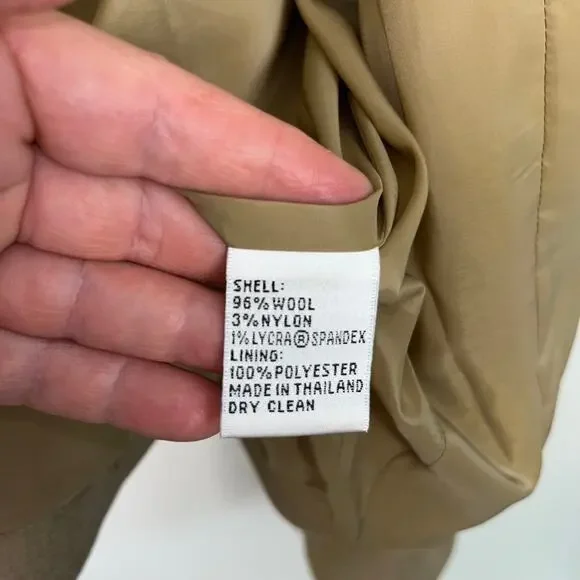 SHELL:
96% WOOL
3% NYLON
1% LYCRA® SPANDEX
LINING:
100% POLYESTER
MADE IN THAILAND
DRY CLEAN